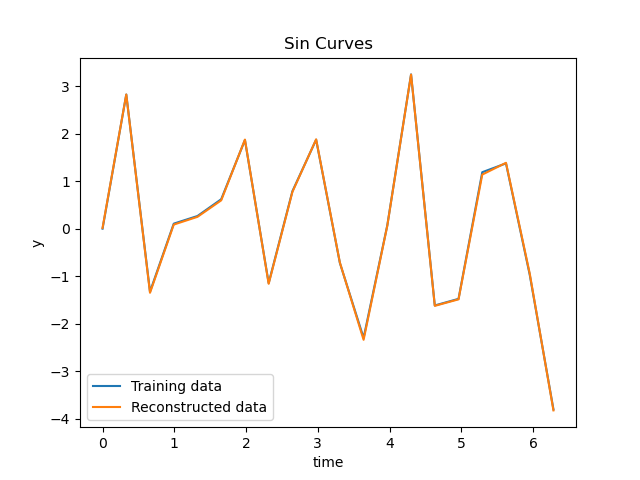 Sin Curves
3
2
1
0
−1
−2
−3
−4
y
Training data
Reconstructed data
0 1 2 3 4 5 6
time